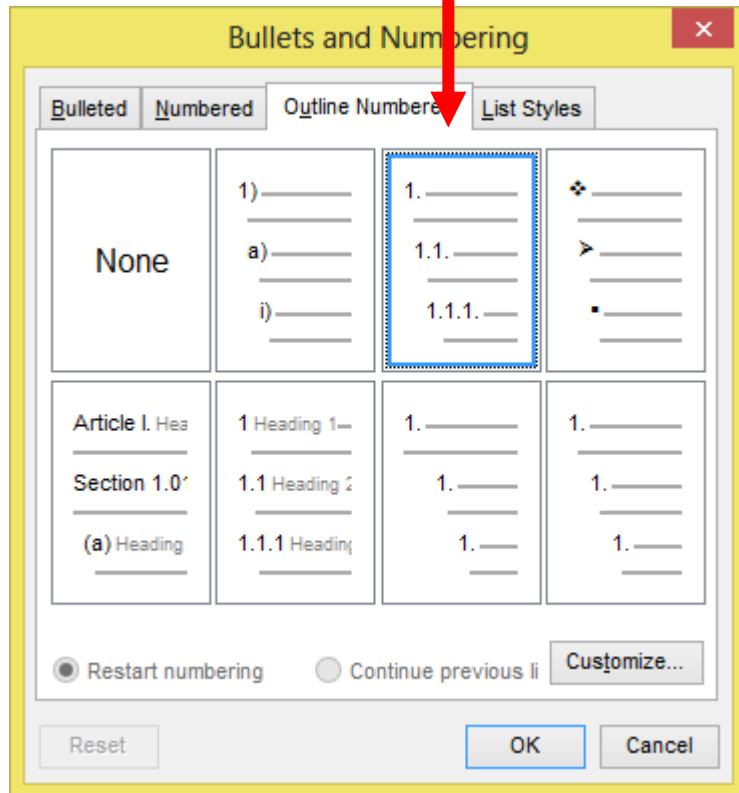 Bullets and Numbering
Bulleted Numbered Outline Numbere List Styles
None
1)
a)
i)
1.
1.1.
1.1.1.
Article I. Hea
Section 1.01
(a) Heading
1 Heading 1
1.1 Heading 2
1.1.1 Heading
1.
1.
1.
1.
1.
1.
Restart numbering Continue previous li Customize...
Reset OK Cancel